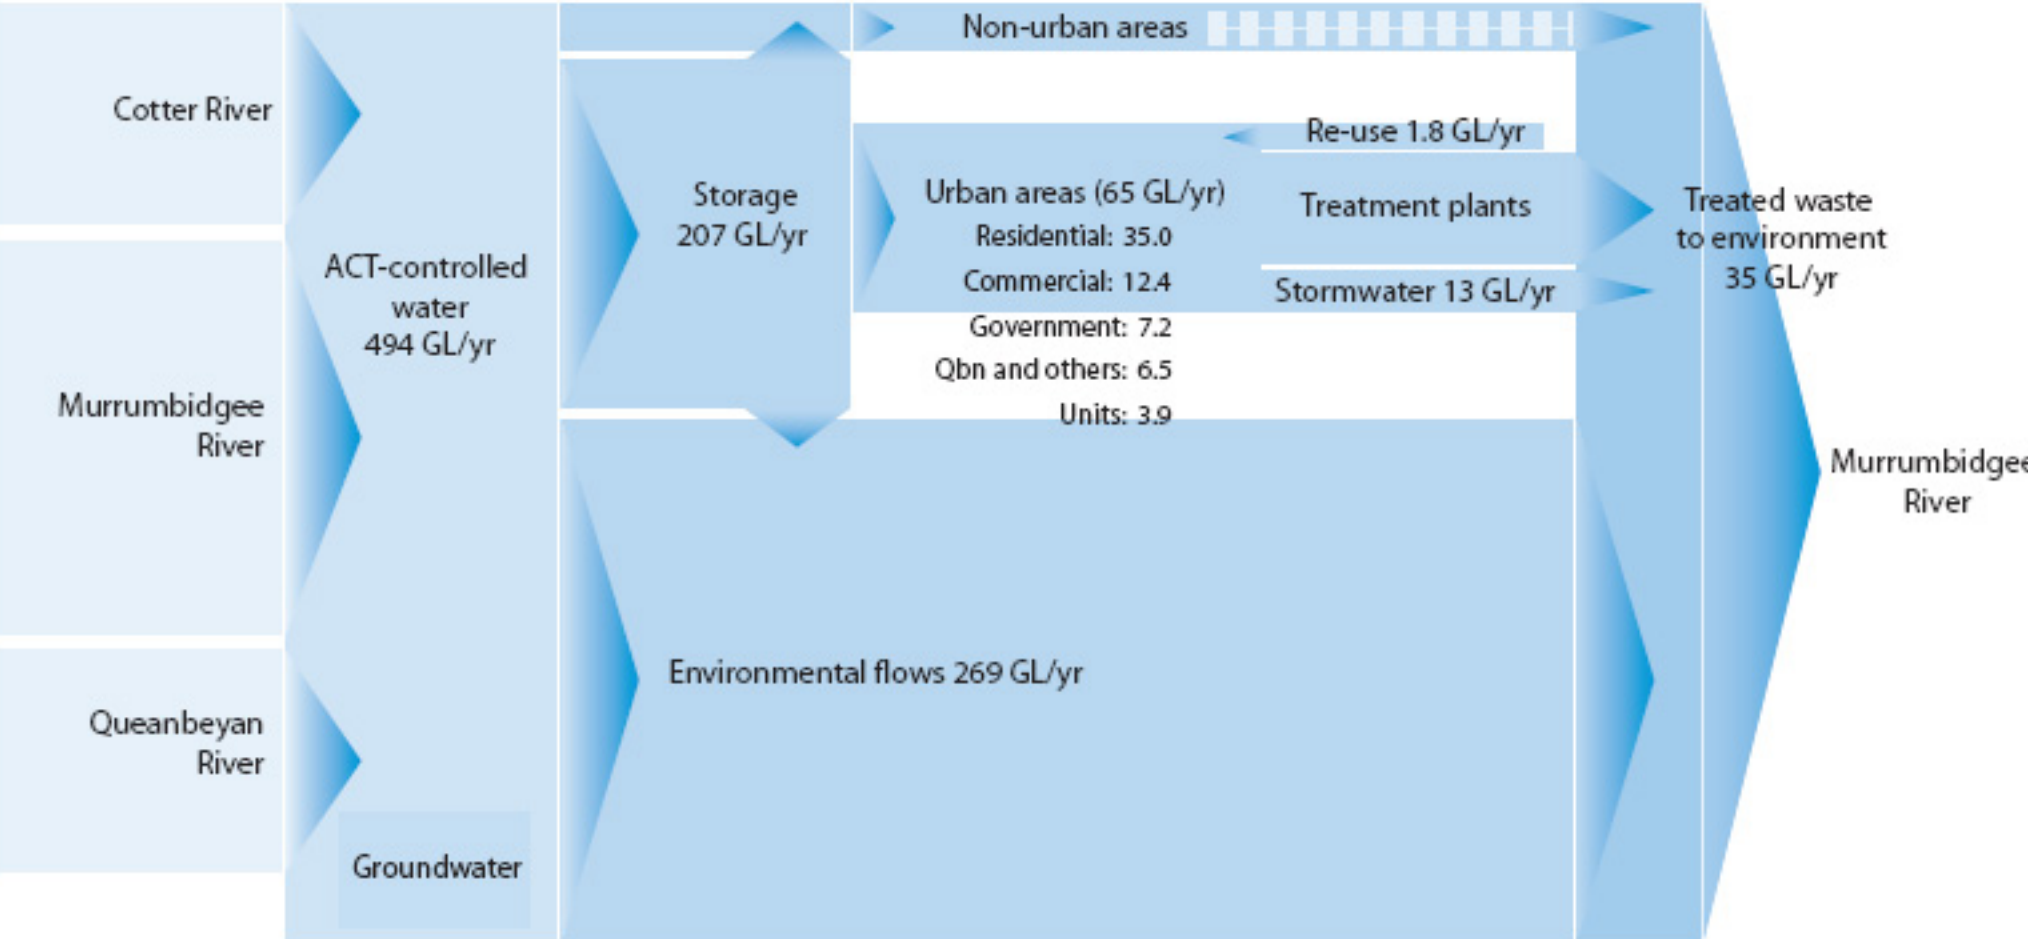 Cotter River
Murrumbidgee
River
Queanbeyan
River
ACT-controlled
water
494 GL/yr
Groundwater
Storage
207 GL/yr
Environmental flows 269 GL/yr
Non-urban areas
Urban areas (65 GL/yr)
Residential: 35.0
Commercial: 12.4
Government: 7.2
Qbn and others: 6.5
Units: 3.9
Re-use 1.8 GL/yr
Treatment plants
Stormwater 13 GL/yr
Treated waste
to environment
35 GL/yr
Murrumbidgee
River